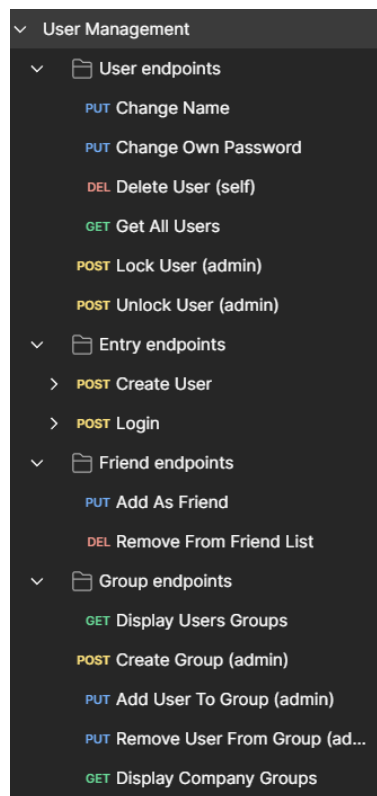 User Management
User endpoints
PUT Change Name
PUT Change Own Password
DEL Delete User (self)
GET Get All Users
POST Lock User (admin)
POST Unlock User (admin)
Entry endpoints
POST Create User
POST Login
Friend endpoints
PUT Add As Friend
DEL Remove From Friend List
Group endpoints
GET Display Users Groups
POST Create Group (admin)
PUT Add User To Group (admin)
PUT Remove User From Group (ad...
GET Display Company Groups